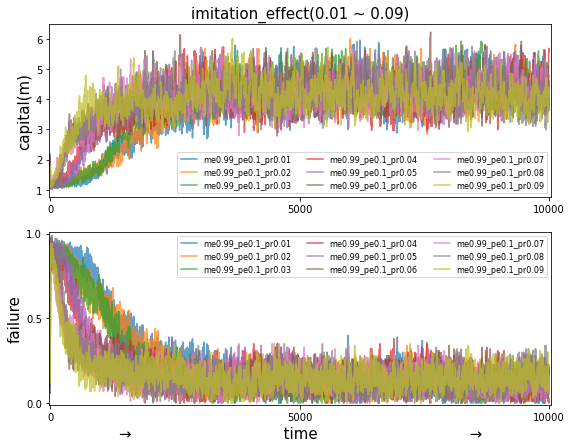 imitation_effect(0.01 ~ 0.09)
capital(m)
6
5
4
3
2
1
me0.99_pe0.1_pr0.01 me0.99_pe0.1_pr0.04 me0.99_pe0.1_pr0.07
me0.99_pe0.1_pr0.02 me0.99_pe0.1_pr0.05 me0.99_pe0.1_pr0.08
me0.99_pe0.1_pr0.03 me0.99_pe0.1_pr0.06 me0.99_pe0.1_pr0.09
0 5000 10000
failure
1.0
0.5
0.0
me0.99_pe0.1_pr0.01 me0.99_pe0.1_pr0.04 me0.99_pe0.1_pr0.07
me0.99_pe0.1_pr0.02 me0.99_pe0.1_pr0.05 me0.99_pe0.1_pr0.08
me0.99_pe0.1_pr0.03 me0.99_pe0.1_pr0.06 me0.99_pe0.1_pr0.09
0 5000 10000
→ time →